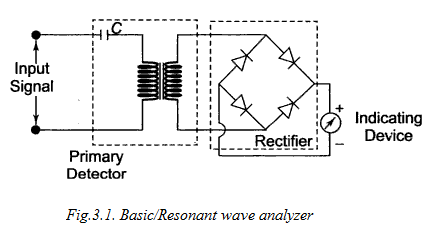 C
Input
Signal
Primary
Detector
Rectifier
+
Indicating
Device
–
Fig.3.1. Basic/Resonant wave analyzer